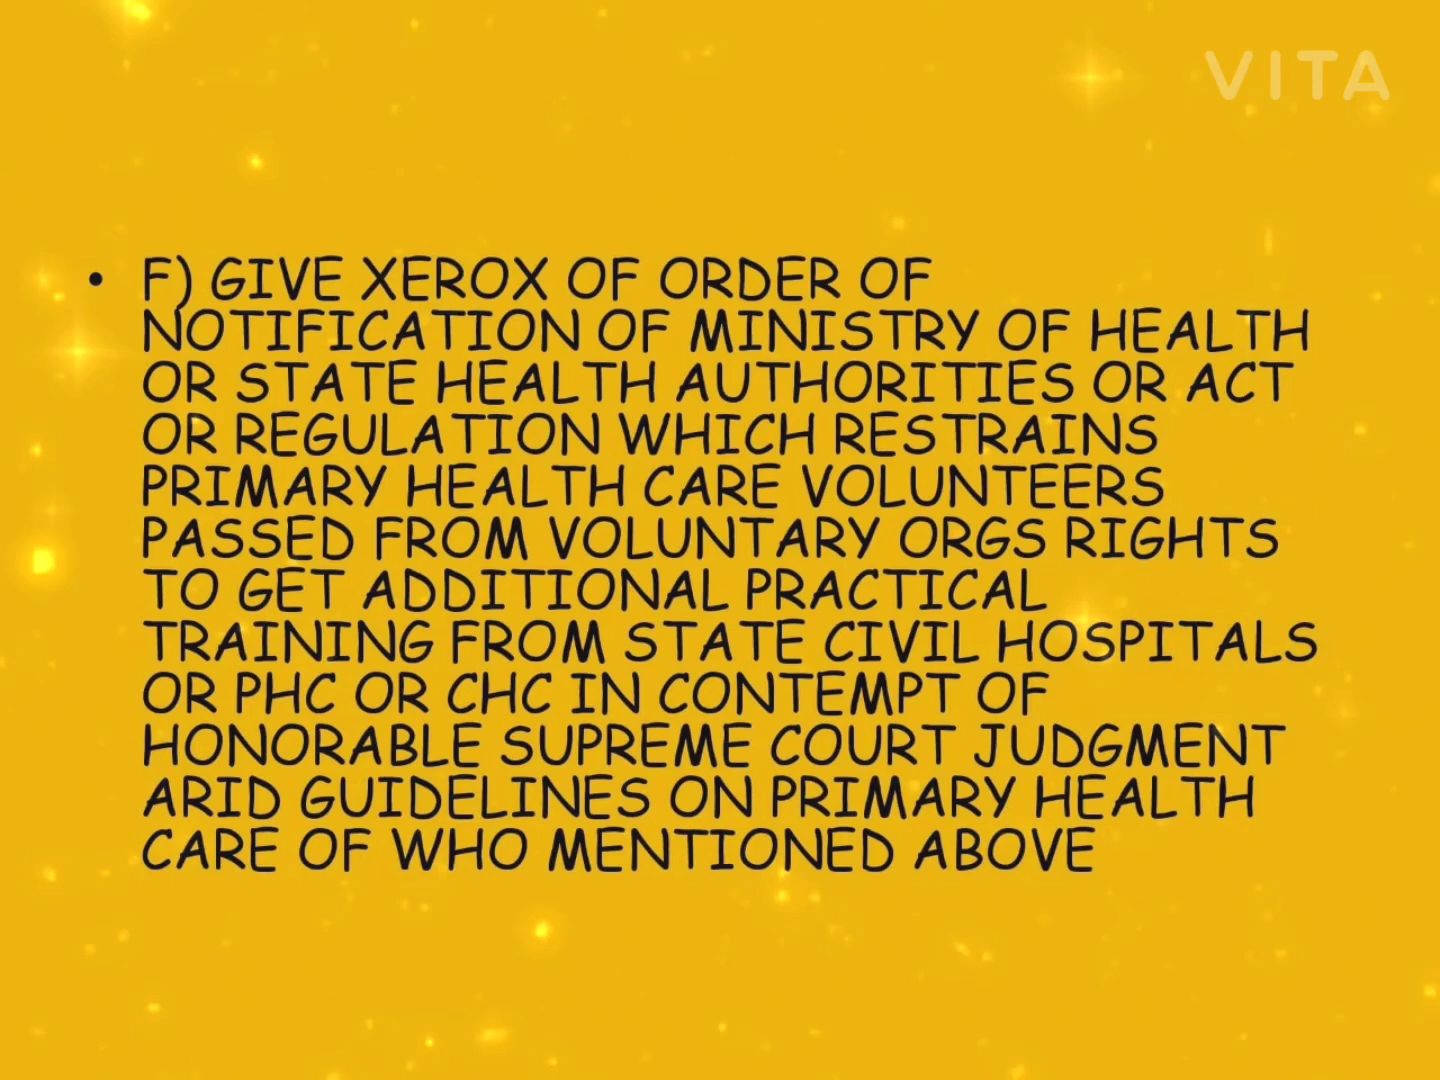 VITA
• F) GIVE XEROX OF ORDER OF
NOTIFICATION OF MINISTRY OF HEALTH
OR STATE HEALTH AUTHORITIES OR ACT
OR REGULATION WHICH RESTRAINS
PRIMARY HEALTH CARE VOLUNTEERS
PASSED FROM VOLUNTARY ORGS RIGHTS
TO GET ADDITIONAL PRACTICAL
TRAINING FROM STATE CIVIL HOSPITALS
OR PHC OR CHC IN CONTEMPT OF
HONORABLE SUPREME COURT JUDGMENT
ARID GUIDELINES ON PRIMARY HEALTH
CARE OF WHO MENTIONED ABOVE